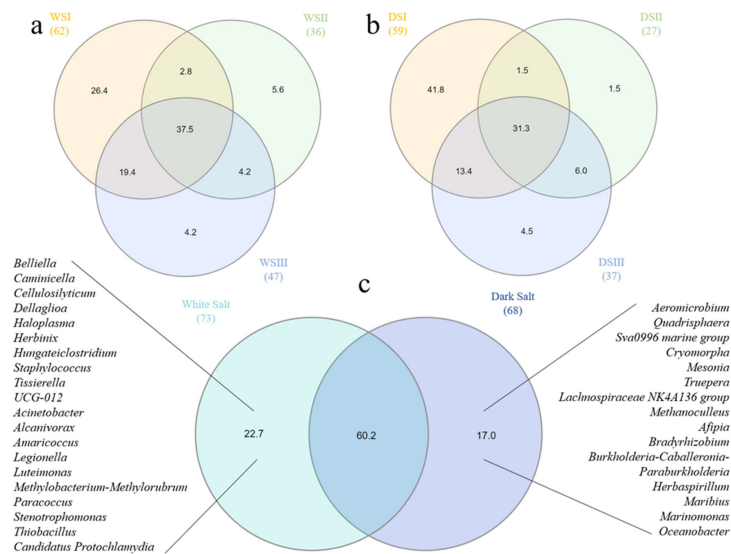 a
WSI
(62)
WSII
(36)
26.4
2.8
5.6
37.5
19.4
4.2
4.2
WSIII
(47)
b
DSI
(59)
DSII
(27)
41.8
1.5
1.5
31.3
13.4
6.0
4.5
DSIII
(37)
c
White Salt
(73)
Dark Salt
(68)
22.7
60.2
17.0
Belliella
Caminicella
Cellulosilyticum
Dellaglioa
Haloplasma
Herbinix
Hungateiclostridium
Staphylococcus
Tissierella
UCG-012
Acinetobacter
Alcanivorax
Amaricoccus
Legionella
Luteimonas
Methylobacterium-Methylorubrum
Paracoccus
Stenotrophomonas
Thiobacillus
Candidatus Protochlamydia
Aeromicrobium
Quadrisphaera
Sva0996 marine group
Cryomorpha
Mesonia
Truepera
Lachnospiraceae NK4A136 group
Methanoculleus
Afipia
Bradyrhizobium
Burkholderia-Caballeronia-
Paraburkholderia
Herbaspirillum
Maribius
Marinomonas
Oceanobacter